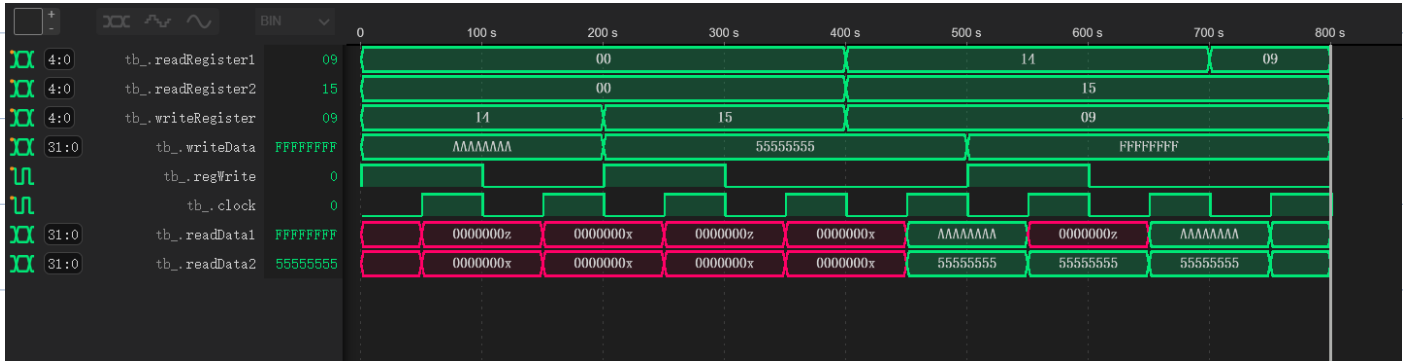 +
-
BIN
0 100 s 200 s 300 s 400 s 500 s 600 s 700 s 800 s
4:0 tb_.readRegister1 09 00 14 09
4:0 tb_.readRegister2 15 00 15
4:0 tb_.writeRegister 09 14 15 09
31:0 tb_.writeData FFFFFFFF AAAAAAAA 55555555 FFFFFFFF
tb_.regWrite 0
tb_.clock 0
31:0 tb_.readData1 FFFFFFFF 0000000z 0000000x 0000000z 0000000x AAAAAAAA 0000000z AAAAAAAA
31:0 tb_.readData2 55555555 0000000x 0000000x 0000000x 0000000x 55555555 55555555 55555555